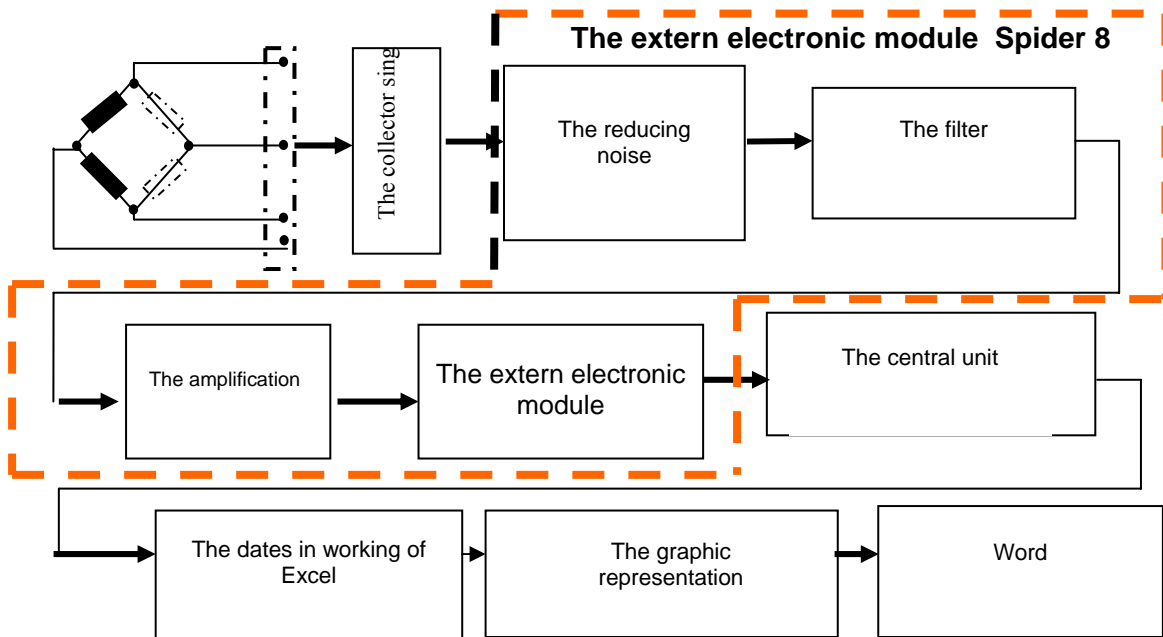 The extern electronic module Spider 8
The collector sing
The reducing
noise
The filter
The amplification
The extern electronic
module
The central unit
The dates in working of
Excel
The graphic
representation
Word